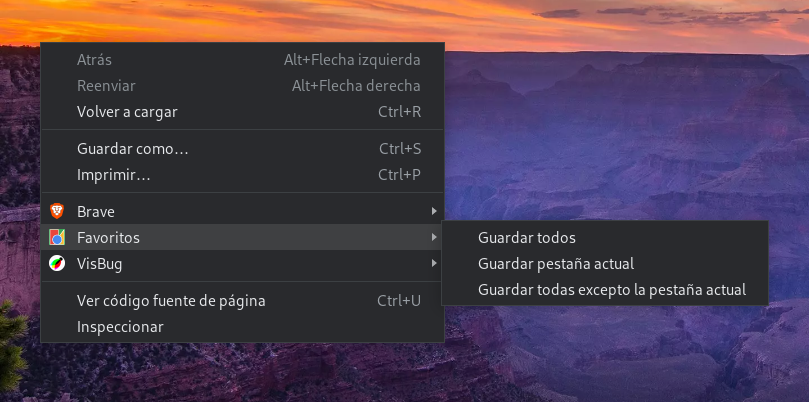 Atrás Alt+Flecha izquierda
Reenviar Alt+Flecha derecha
Volver a cargar Ctrl+R
Guardar como... Ctrl+S
Imprimir... Ctrl+P
Brave
Favoritos
VisBug
Ver código fuente de página Ctrl+U
Inspeccionar
Guardar todos
Guardar pestaña actual
Guardar todas excepto la pestaña actual